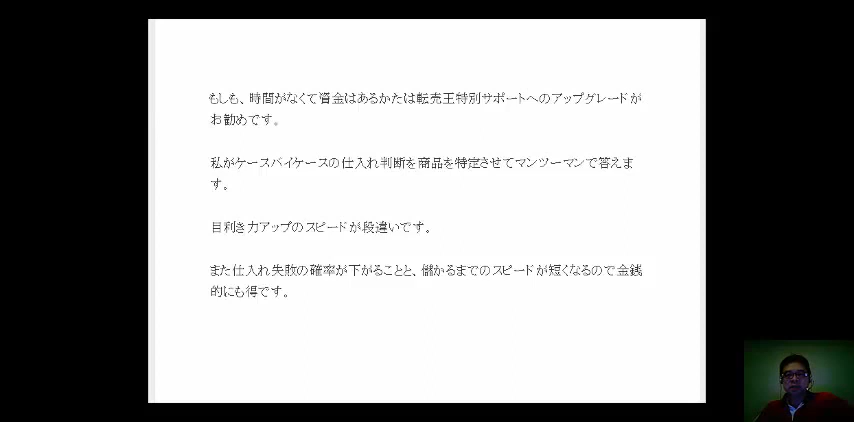 もしも、時間がなくて資金はあるかたは転売王特別サポートへのアップグレードが
お勧めです。
私がケースバイケースの仕入れ判断を商品を特定させてマンツーマンで答えま
す。
目利き力アップのスピードが段違いです。
また仕入れ失敗の確率が下がることと、儲かるまでのスピードが短くなるので金銭
的にも得です。